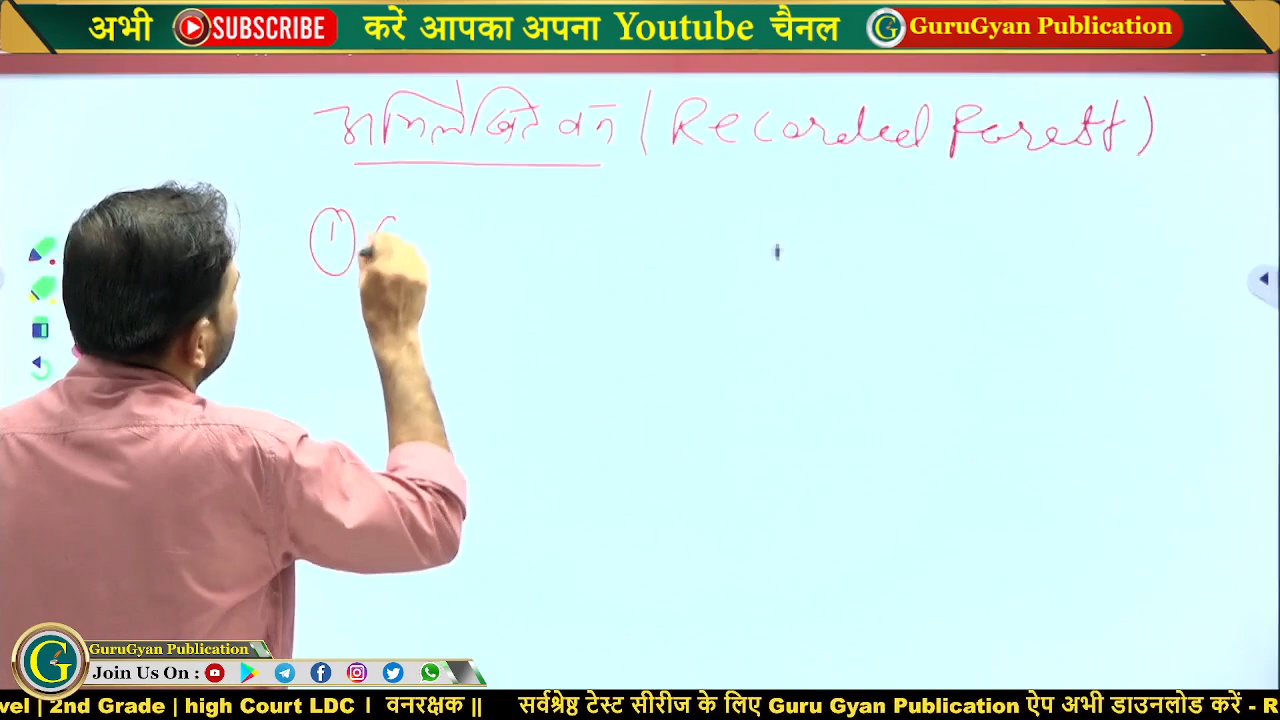 अभी SUBSCRIBE करें आपका अपना Youtube चैनल G GuruGyan Publication
अभिलेखित वन (Recorded Forest)
1
G GuruGyan Publication
Join Us On :
vel | 2nd Grade | high Court LDC । वनरक्षक || सर्वश्रेष्ठ टेस्ट सीरीज के लिए Guru Gyan Publication ऐप अभी डाउनलोड करें - R